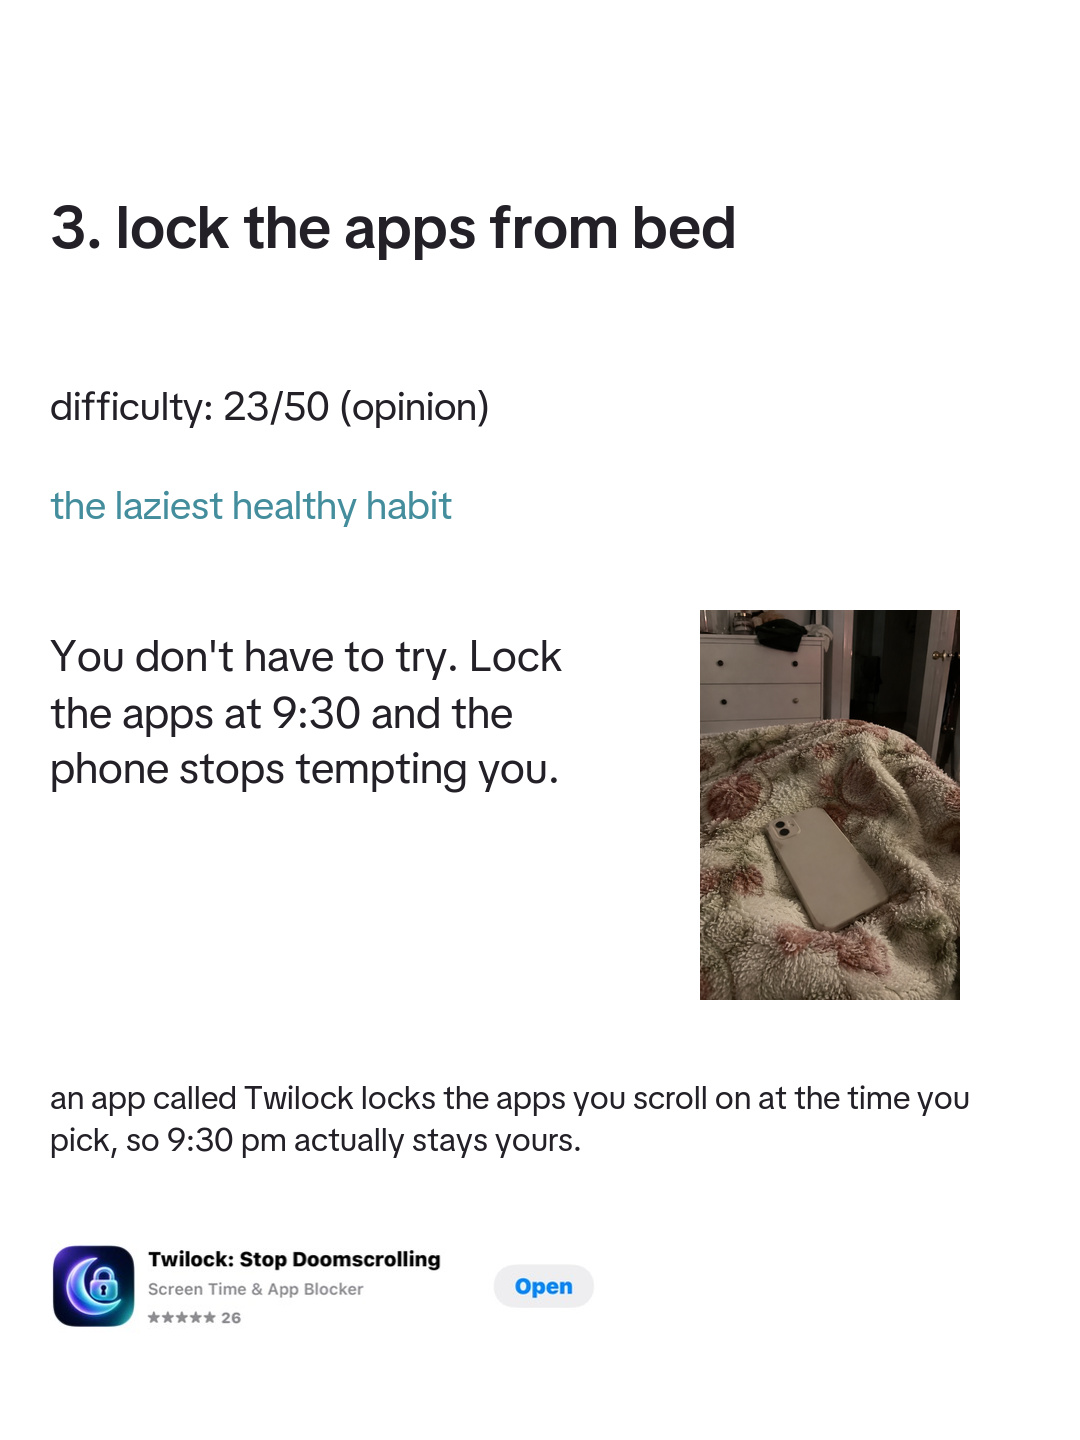 3. lock the apps from bed
difficulty: 23/50 (opinion)
the laziest healthy habit
You don't have to try. Lock
the apps at 9:30 and the
phone stops tempting you.
an app called Twilock locks the apps you scroll on at the time you
pick, so 9:30 pm actually stays yours.
Twilock: Stop Doomscrolling
Screen Time & App Blocker
★★★★★ 26
Open